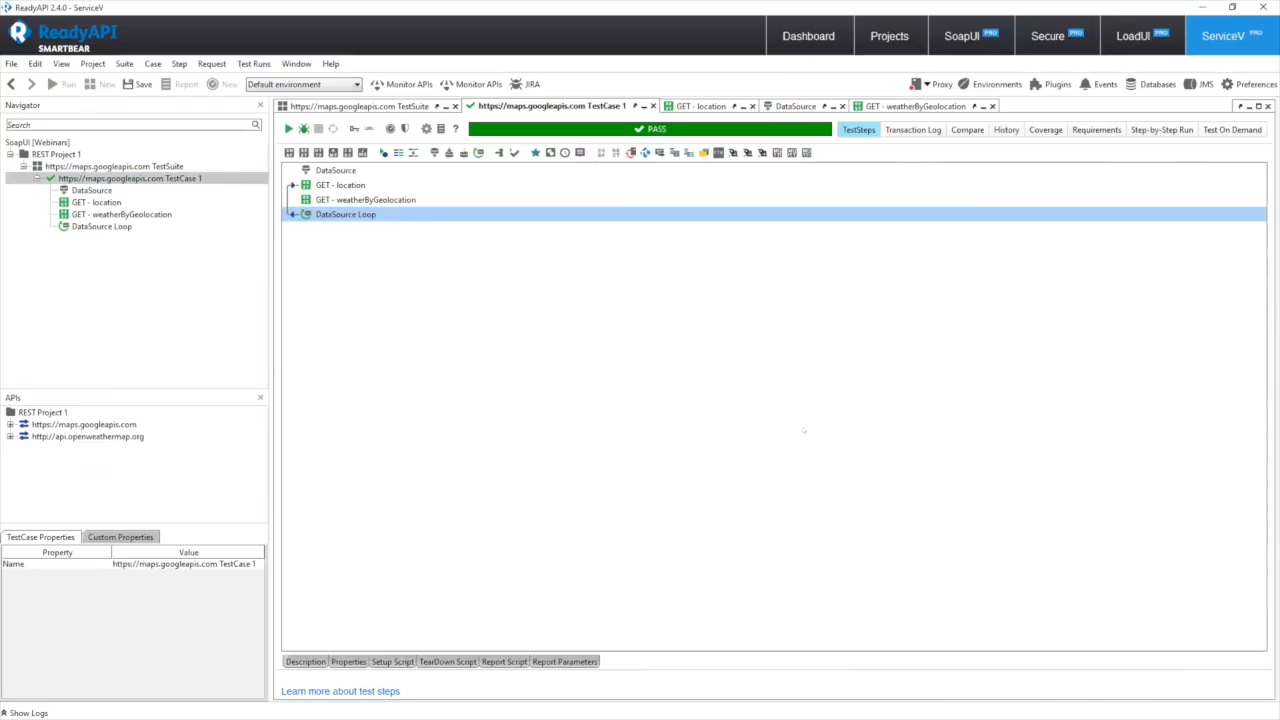 ReadyAPI 2.4.0 - ServiceV
ReadyAPI
SMARTBEAR
Dashboard
Projects
SoapUI PRO
Secure PRO
LoadUI PRO
ServiceV PRO
File Edit View Project Suite Case Step Request Test Runs Window Help
Run New Save Report New Default environment Monitor APIs Monitor APIs JIRA Proxy Environments Plugins Events Databases JMS Preferences
Navigator
https://maps.googleapis.com TestSuite
https://maps.googleapis.com TestCase 1
GET - location
DataSource
GET - weatherByGeolocation
Search
PASS
TestSteps Transaction Log Compare History Coverage Requirements Step-by-Step Run Test On Demand
SoapUI [Webinars]
REST Project 1
https://maps.googleapis.com TestSuite
https://maps.googleapis.com TestCase 1
DataSource
GET - location
GET - weatherByGeolocation
DataSource Loop
DataSource
GET - location
GET - weatherByGeolocation
DataSource Loop
APIs
REST Project 1
https://maps.googleapis.com
http://api.openweathermap.org
TestCase Properties Custom Properties
Property Value
Name https://maps.googleapis.com TestCase 1
Description Properties Setup Script TearDown Script Report Script Report Parameters
Learn more about test steps
Show Logs